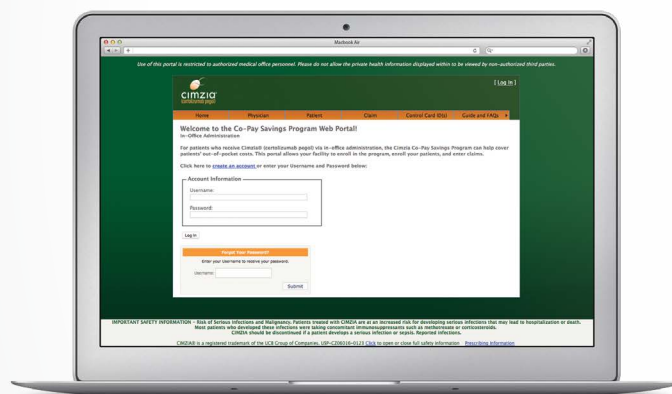 Macbook Air
Use of this portal is restricted to authorized medical office personnel. Please do not allow the private health information displayed within to be viewed by non-authorized third parties.
[ Log In ]
cimzia®
(certolizumab pegol)
Home Physician Patient Claim Control Card ID(s) Guide and FAQs
Welcome to the Co-Pay Savings Program Web Portal!
In-Office Administration
For patients who receive Cimzia® (certolizumab pegol) via in-office administration, the Cimzia Co-Pay Savings Program can help cover
patients' out-of-pocket costs. This portal allows your facility to enroll in the program, enroll your patients, and enter claims.
Click here to create an account or enter your Username and Password below:
Account Information
Username:
Password:
Log In
Forgot Your Password?
Enter your Username to receive your password.
Username:
Submit
IMPORTANT SAFETY INFORMATION - Risk of Serious Infections and Malignancy. Patients treated with CIMZIA are at an increased risk for developing serious infections that may lead to hospitalization or death.
Most patients who developed these infections were taking concomitant immunosuppressants such as methotrexate or corticosteroids.
CIMZIA should be discontinued if a patient develops a serious infection or sepsis. Reported infections.
CIMZIA® is a registered trademark of the UCB Group of Companies. USP-CZ06010-0123 Click to open or close full safety information Prescribing Information